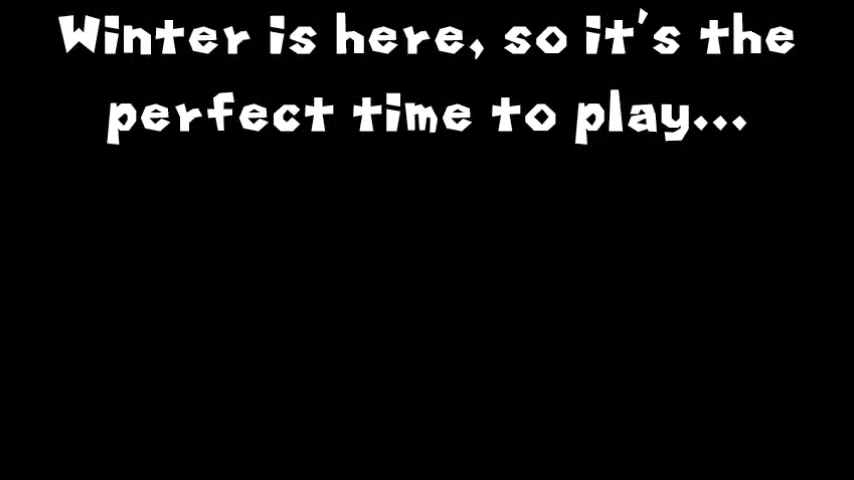 Winter is here, so it's the
perfect time to play...